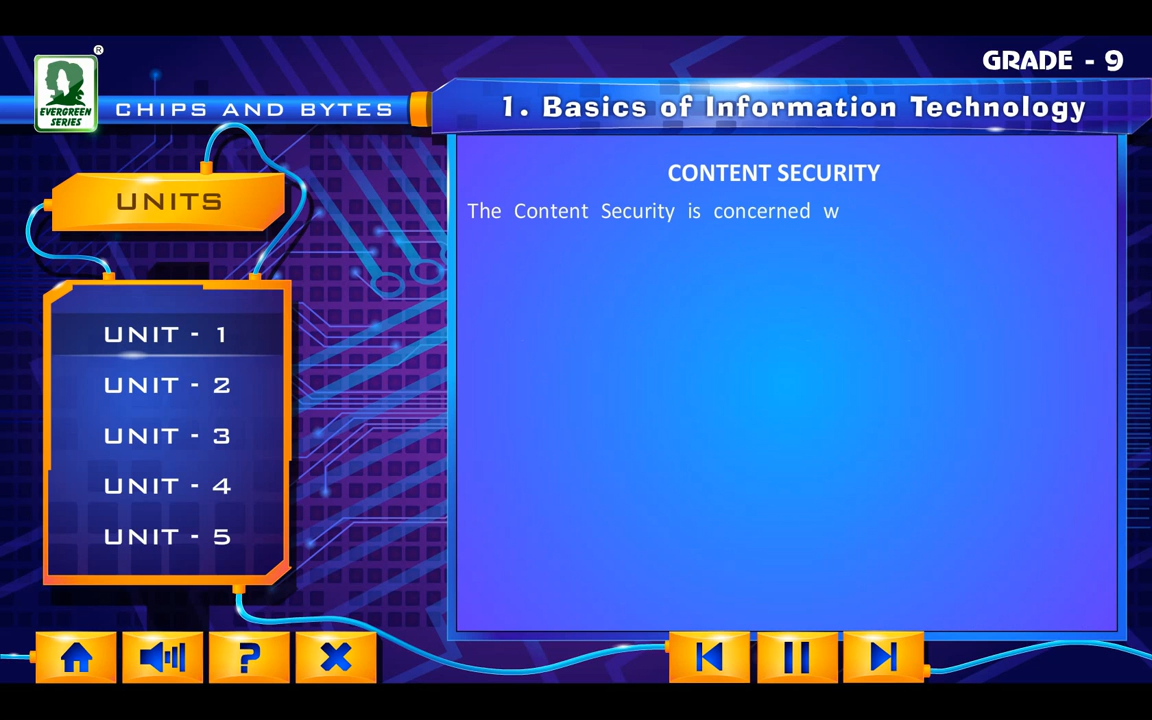 ®
GRADE - 9
EVERGREEN
SERIES
CHIPS AND BYTES
1. Basics of Information Technology
CONTENT SECURITY
The Content Security is concerned w
UNITS
UNIT - 1
UNIT - 2
UNIT - 3
UNIT - 4
UNIT - 5
?